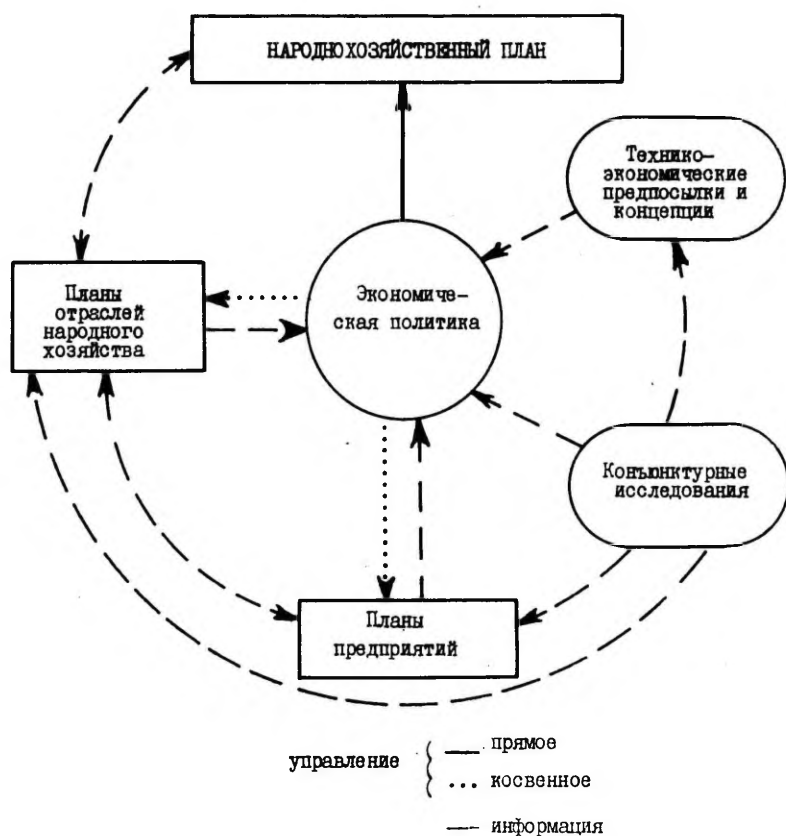 НАРОДНОХОЗЯЙСТВЕННЫЙ ПЛАН
Технико-
экономические
предпосылки и
концепции
Планы
отраслей
народного
хозяйства
Экономиче-
ская политика
Конъюнктурные
исследования
Планы
предприятий
управление
прямое
косвенное
информация